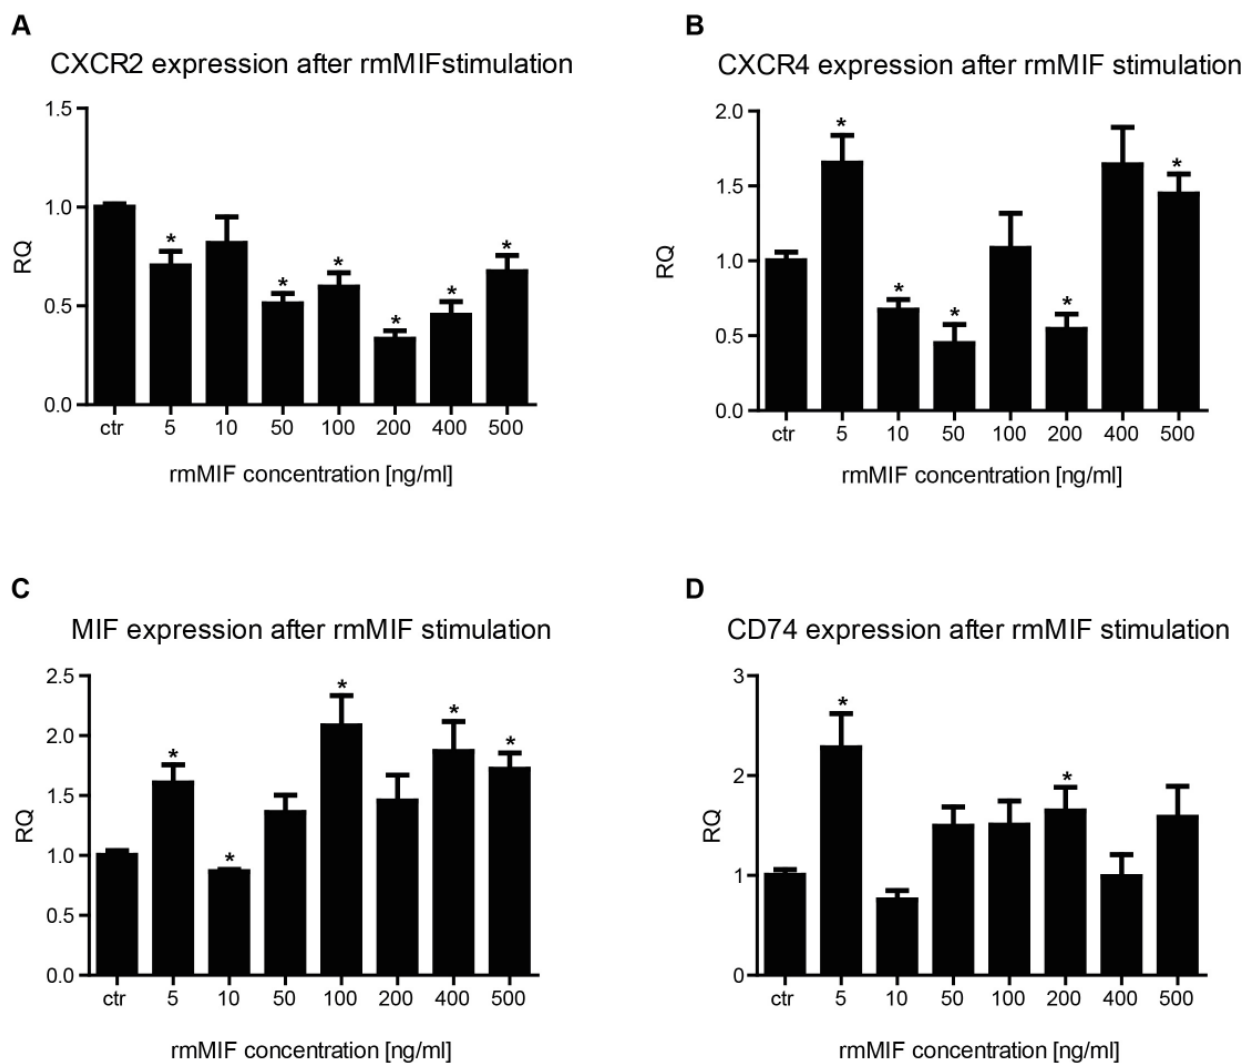 A
CXCR2 expression after rmMIFstimulation
1.5
1.0
0.5
0.0
RQ
*
*
*
*
*
*
ctr 5 10 50 100 200 400 500
rmMIF concentration [ng/ml]
B
CXCR4 expression after rmMIF stimulation
2.0
1.5
1.0
0.5
0.0
RQ
*
*
*
*
*
ctr 5 10 50 100 200 400 500
rmMIF concentration [ng/ml]
C
MIF expression after rmMIF stimulation
2.5
2.0
1.5
1.0
0.5
0.0
RQ
*
*
*
*
*
ctr 5 10 50 100 200 400 500
rmMIF concentration [ng/ml]
D
CD74 expression after rmMIF stimulation
3
2
1
0
RQ
*
*
ctr 5 10 50 100 200 400 500
rmMIF concentration [ng/ml]